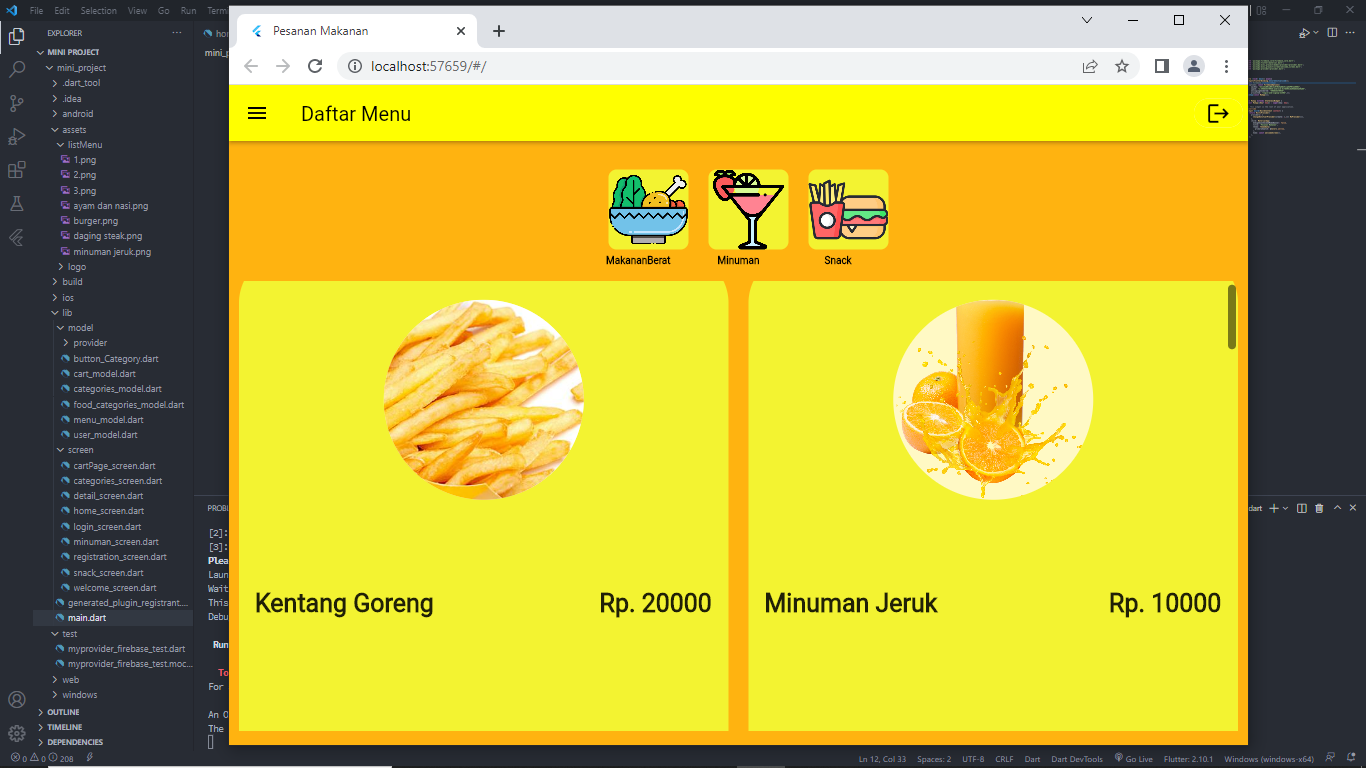 File Edit Selection View Go Run Term
EXPLORER
MINI PROJECT
mini_project
.dart_tool
.idea
android
assets
listMenu
1.png
2.png
3.png
ayam dan nasi.png
burger.png
daging steak.png
minuman jeruk.png
logo
build
ios
lib
model
provider
button_Category.dart
cart_model.dart
categories_model.dart
food_categories_model.dart
menu_model.dart
user_model.dart
screen
cartPage_screen.dart
categories_screen.dart
detail_screen.dart
home_screen.dart
login_screen.dart
minuman_screen.dart
registration_screen.dart
snack_screen.dart
welcome_screen.dart
generated_plugin_registrant....
main.dart
test
myprovider_firebase_test.dart
myprovider_firebase_test.moc...
web
windows
OUTLINE
TIMELINE
DEPENDENCIES
mini_p
PROBL
[2]:
[3]:
Plea
Laun
Wait
This
Debu
Run
To
For
An O
The
Pesanan Makanan
localhost:57659/#/
Daftar Menu
MakananBerat Minuman Snack
Kentang Goreng Rp. 20000
Minuman Jeruk Rp. 10000
dart
0 0 208
Ln 12, Col 33 Spaces: 2 UTF-8 CRLF Dart Dart DevTools Go Live Flutter: 2.10.1 Windows (windows-x64)